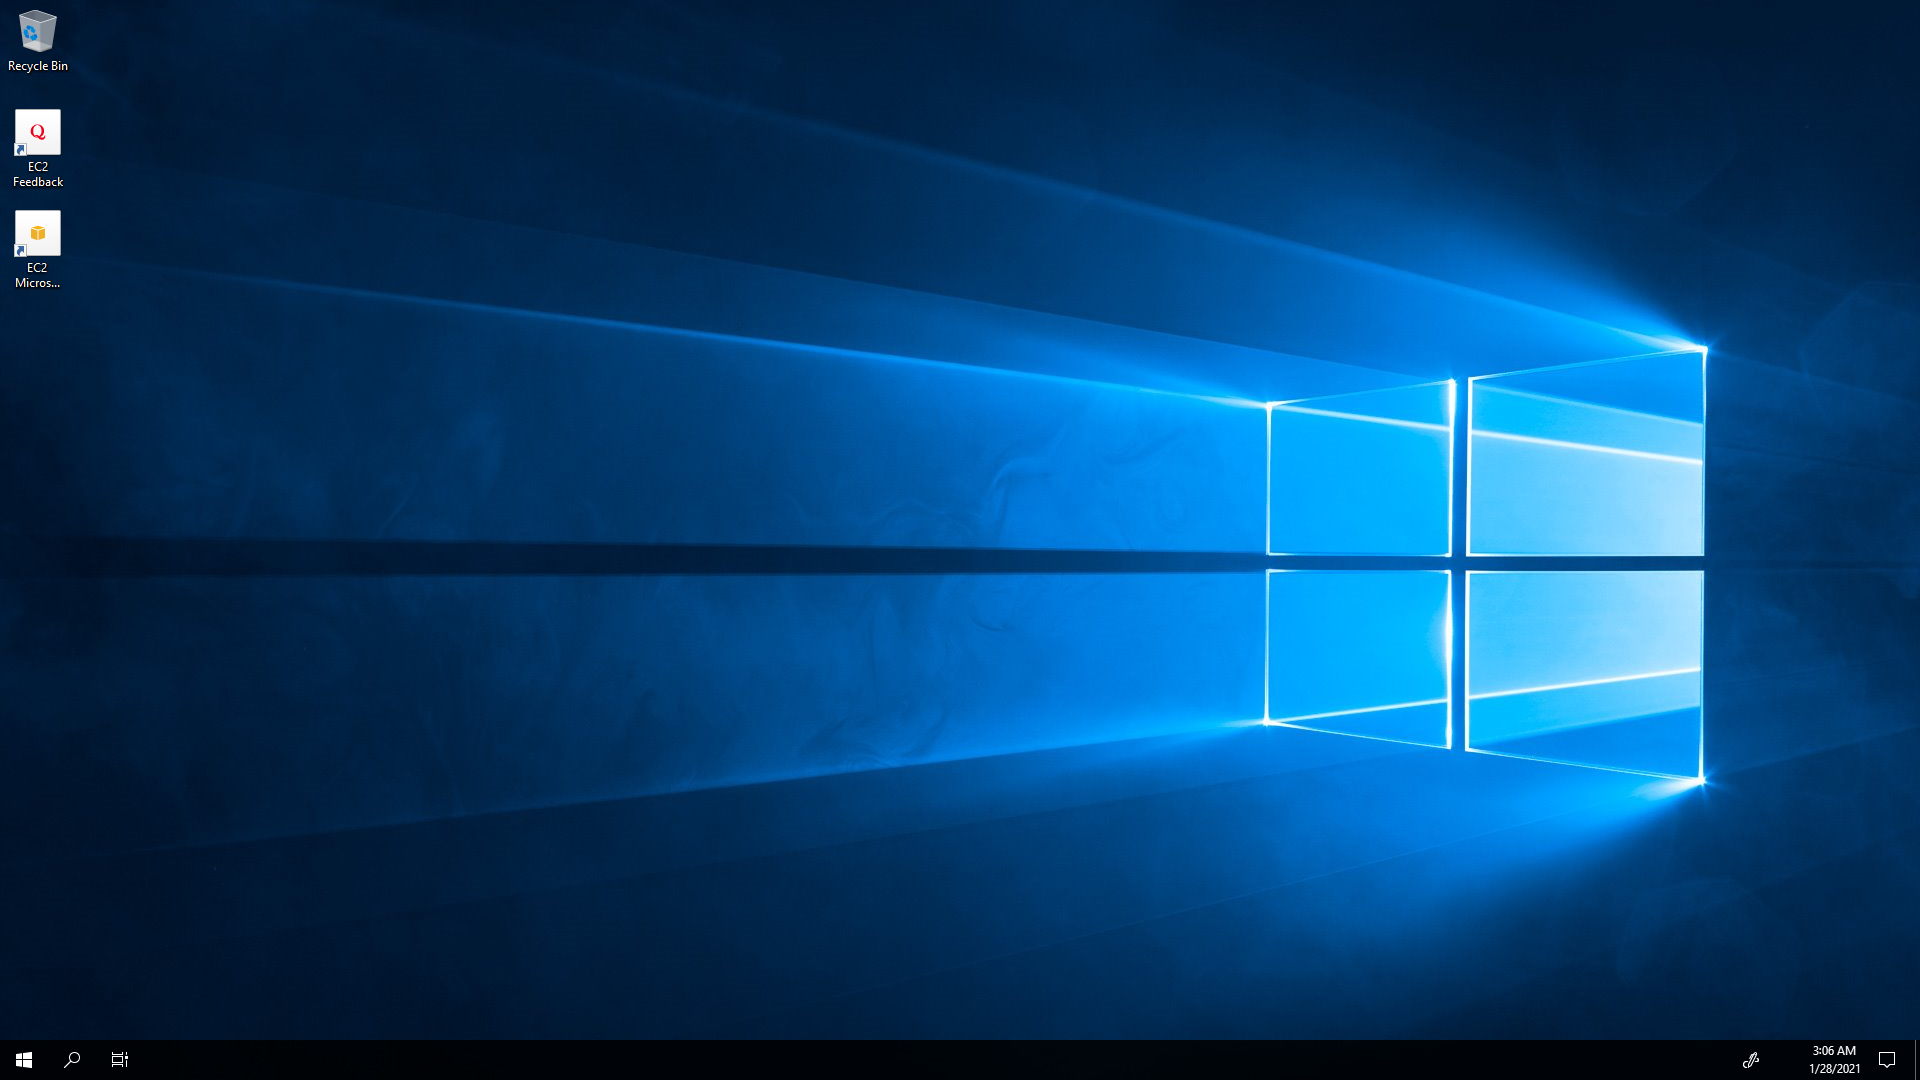 Recycle Bin
Q
EC2
Feedback
EC2
Micros...
3:06 AM
1/28/2021